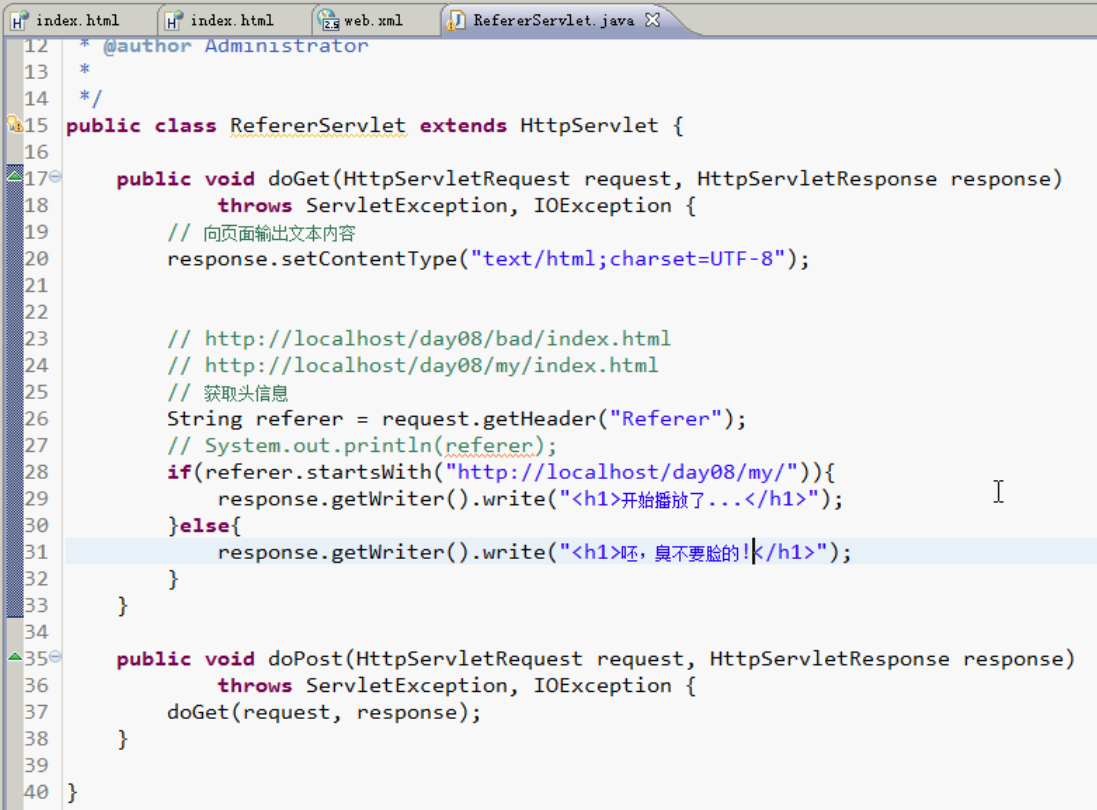 index.html index.html web.xml RefererServlet.java
12 * @author Administrator
13 *
14 */
15 public class RefererServlet extends HttpServlet {
16
17 public void doGet(HttpServletRequest request, HttpServletResponse response)
18 throws ServletException, IOException {
19 // 向页面输出文本内容
20 response.setContentType("text/html;charset=UTF-8");
21
22
23 // http://localhost/day08/bad/index.html
24 // http://localhost/day08/my/index.html
25 // 获取头信息
26 String referer = request.getHeader("Referer");
27 // System.out.println(referer);
28 if(referer.startsWith("http://localhost/day08/my/")){
29 response.getWriter().write("<h1>开始播放了...</h1>");
30 }else{
31 response.getWriter().write("<h1>呸，臭不要脸的!</h1>");
32 }
33 }
34
35 public void doPost(HttpServletRequest request, HttpServletResponse response)
36 throws ServletException, IOException {
37 doGet(request, response);
38 }
39
40 }